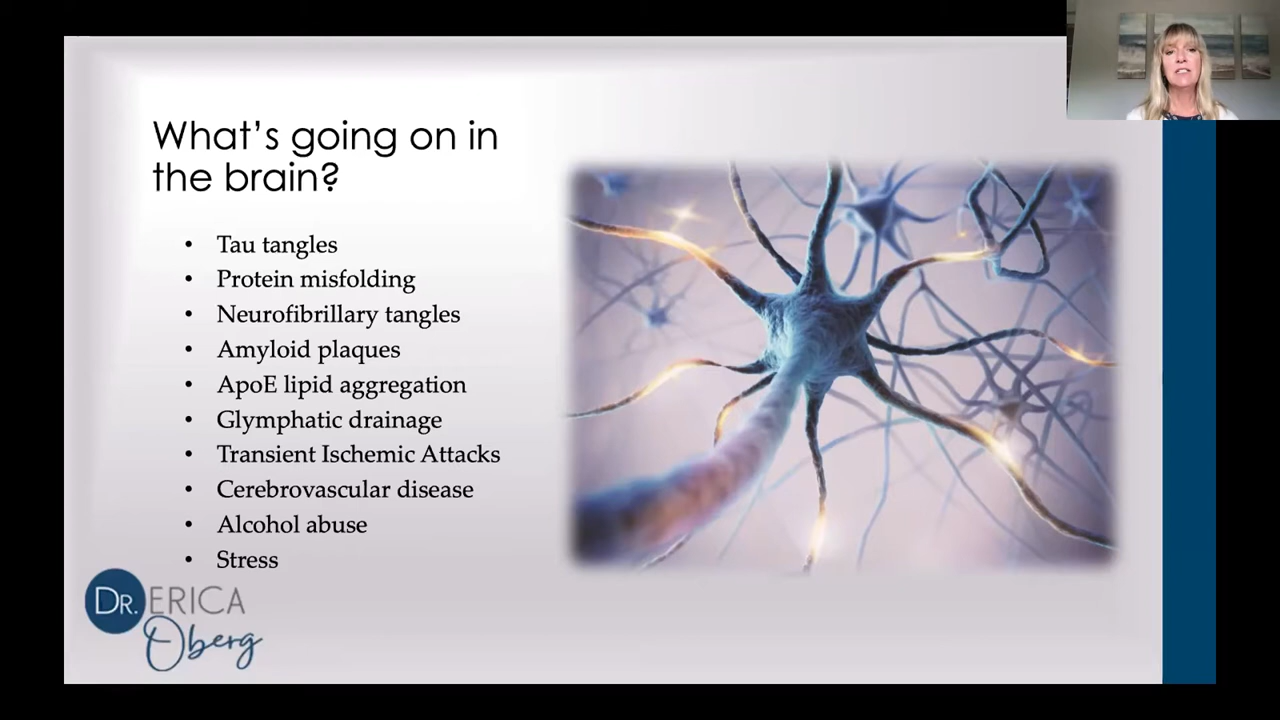 What's going on in
the brain?
• Tau tangles
• Protein misfolding
• Neurofibrillary tangles
• Amyloid plaques
• ApoE lipid aggregation
• Glymphatic drainage
• Transient Ischemic Attacks
• Cerebrovascular disease
• Alcohol abuse
• Stress
DR. ERICA
Oberg